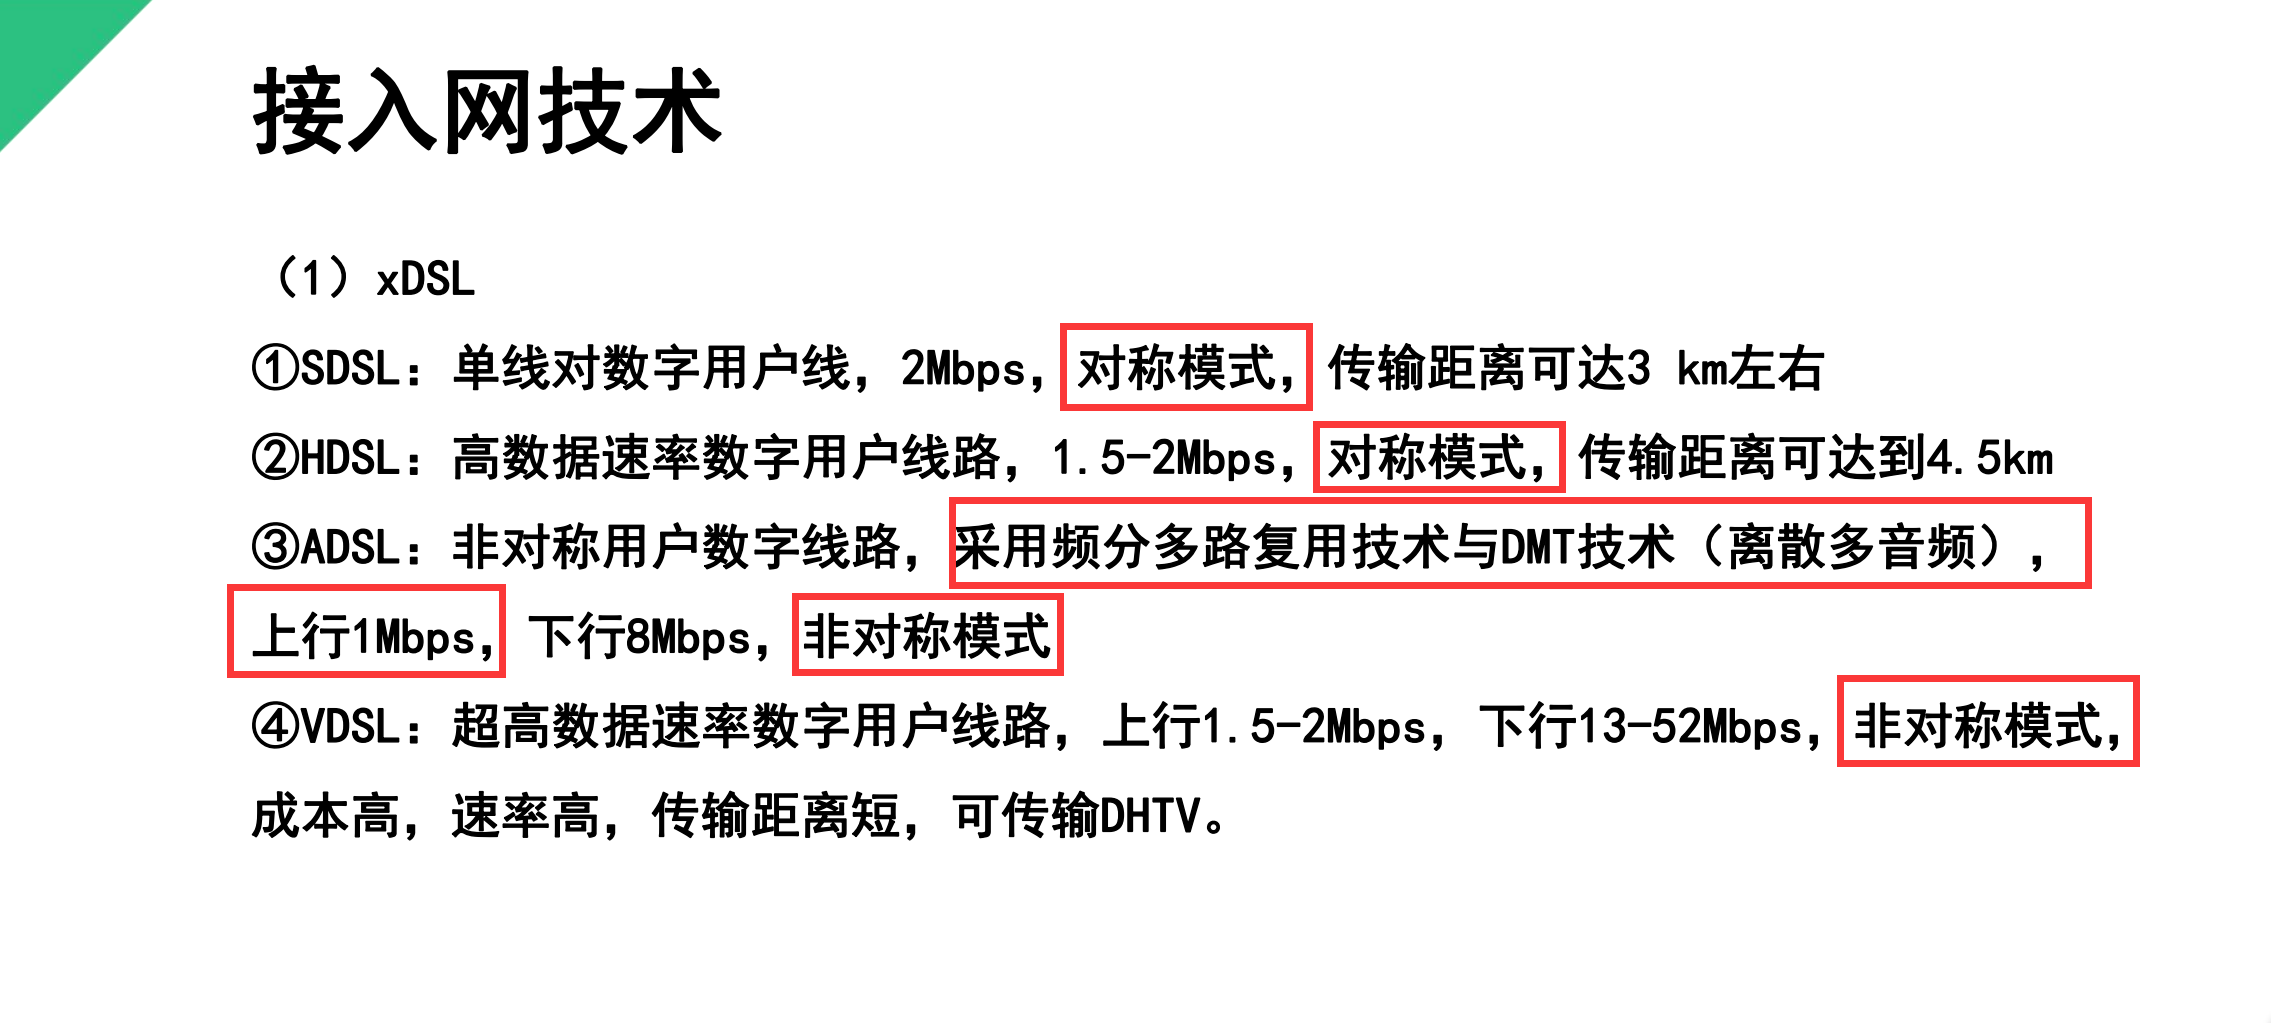 接入网技术
（1）xDSL
①SDSL：单线对数字用户线，2Mbps，对称模式，传输距离可达3 km左右
②HDSL：高数据速率数字用户线路，1.5-2Mbps，对称模式，传输距离可达到4.5km
③ADSL：非对称用户数字线路，采用频分多路复用技术与DMT技术（离散多音频），
上行1Mbps，下行8Mbps，非对称模式
④VDSL：超高数据速率数字用户线路，上行1.5-2Mbps，下行13-52Mbps，非对称模式，
成本高，速率高，传输距离短，可传输DHTV。